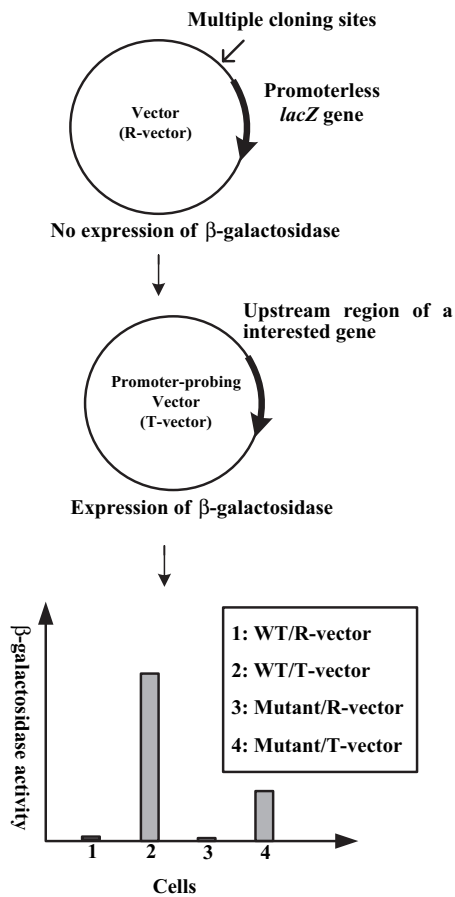 Multiple cloning sites
Promoterless
lacZ gene
Vector
(R-vector)
No expression of β-galactosidase
Upstream region of a
interested gene
Promoter-probing
Vector
(T-vector)
Expression of β-galactosidase
β-galactosidase activity
1: WT/R-vector
2: WT/T-vector
3: Mutant/R-vector
4: Mutant/T-vector
1 2 3 4
Cells